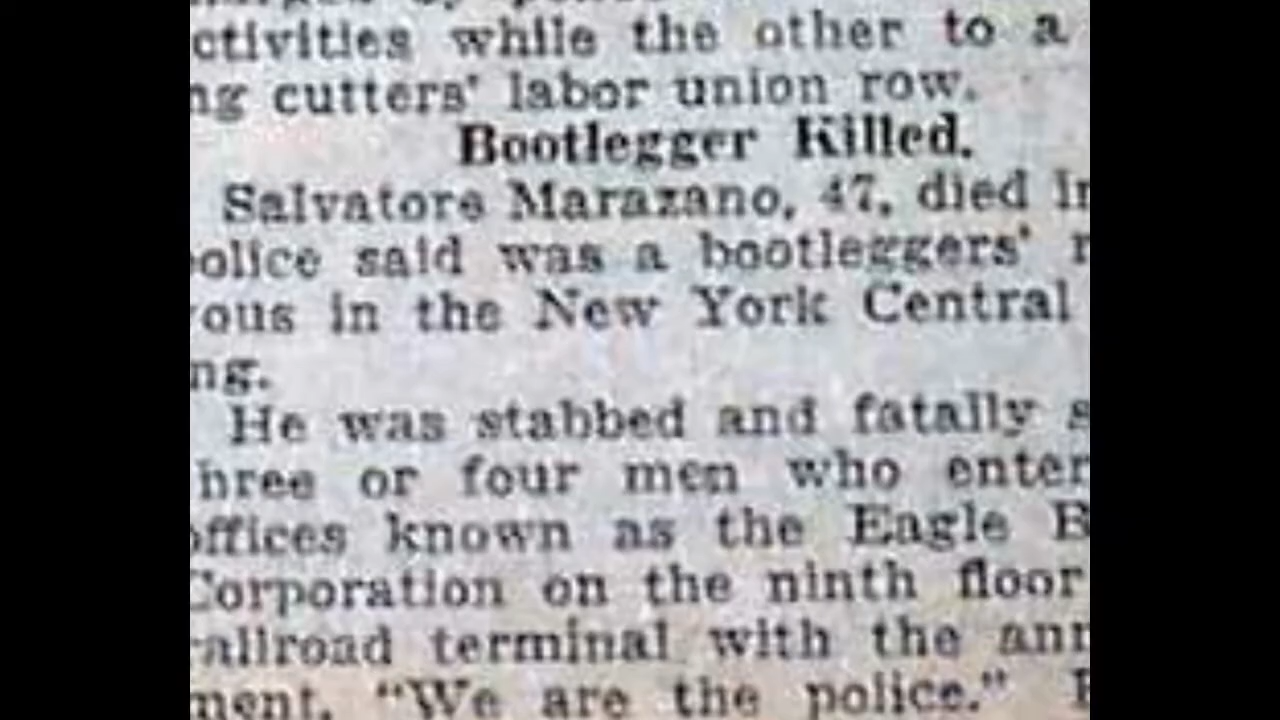 ctivities while the other to a
ng cutters' labor union row.
Bootlegger Killed.
Salvatore Marazano, 47, died in
police said was a bootleggers' r
vous in the New York Central
ng.
He was stabbed and fatally s
hree or four men who enter
offices known as the Eagle B
Corporation on the ninth floor
railroad terminal with the ann
ment, "We are the police."